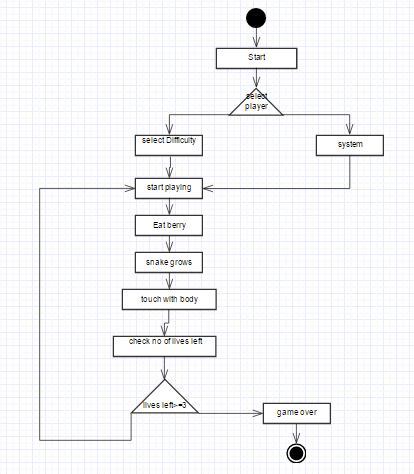 Start
select
player
select Difficulty
system
start playing
Eat berry
snake grows
touch with body
check no of lives left
lives left>=3
game over